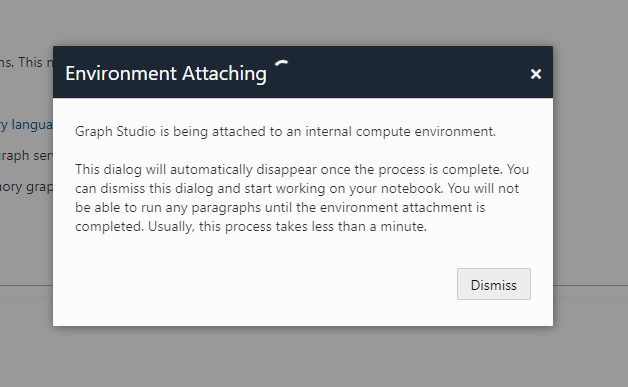 ns. This n
Environment Attaching
Graph Studio is being attached to an internal compute environment.
y langua
raph ser
This dialog will automatically disappear once the process is complete. You
nory grap
can dismiss this dialog and start working on your notebook. You will not
be able to run any paragraphs until the environment attachment is
completed. Usually, this process takes less than a minute.
Dismiss